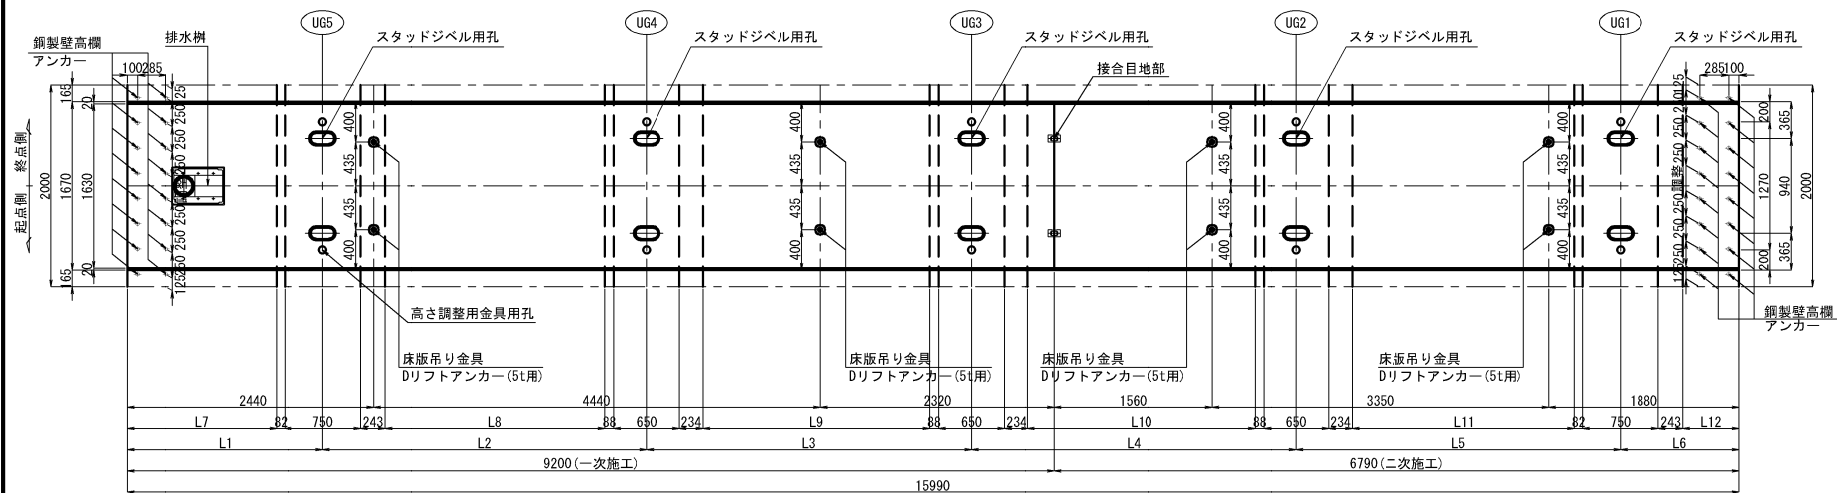 UG5
UG4
UG3
UG2
UG1
鋼製壁高欄
アンカー
排水桝
スタッドジベル用孔
スタッドジベル用孔
スタッドジベル用孔
接合目地部
スタッドジベル用孔
スタッドジベル用孔
100
285
285
100
165
20
2000
1670
1630
20
165
終点側
起点側
125
250
250
250
250
250
250
125
400
435
435
400
400
435
435
400
400
435
435
400
400
435
435
400
125
250
250
250
調整
250
250
250
125
200
1270
200
365
940
365
2000
高さ調整用金具用孔
鋼製壁高欄
アンカー
床版吊り金具
Dリフトアンカー(5t用)
床版吊り金具
Dリフトアンカー(5t用)
床版吊り金具
Dリフトアンカー(5t用)
床版吊り金具
Dリフトアンカー(5t用)
2440
4440
2320
1560
3350
1880
L7
82
750
243
L8
88
650
234
L9
88
650
234
L10
88
650
234
L11
82
750
243
L12
L1
L2
L3
L4
L5
L6
9200(一次施工)
6790(二次施工)
15990